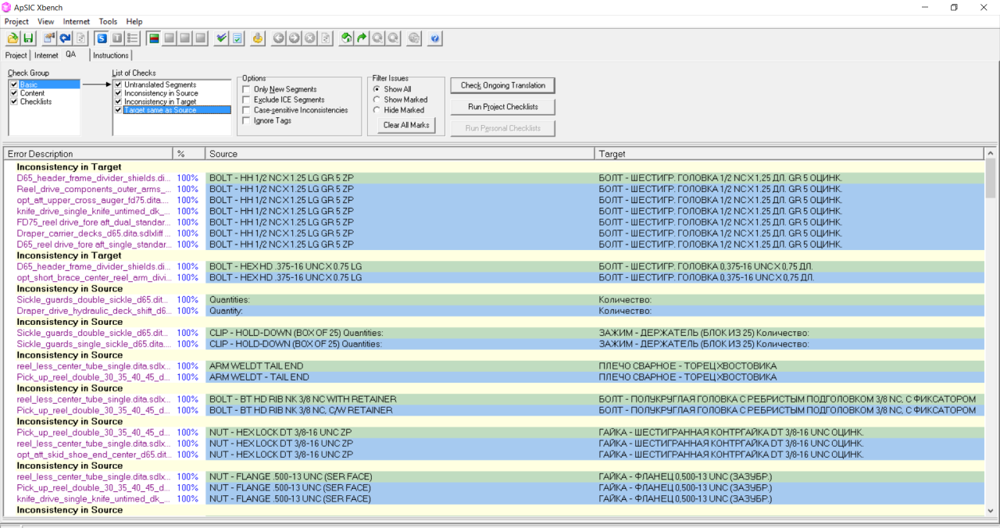 ApSIC Xbench
Project View Internet Tools Help
Project Internet QA Instructions
Check Group
Basic
Content
Checklists
List of Checks
Untranslated Segments
Inconsistency in Source
Inconsistency in Target
Target same as Source
Options
Only New Segments
Exclude ICE Segments
Case-sensitive Inconsistencies
Ignore Tags
Filter Issues
Show All
Show Marked
Hide Marked
Clear All Marks
Check Ongoing Translation
Run Project Checklists
Run Personal Checklists
Error Description % Source Target
Inconsistency in Target
D65_header_frame_divider_shields.di... 100% BOLT - HH 1/2 NC X 1.25 LG GR 5 ZP БОЛТ - ШЕСТИГР. ГОЛОВКА 1/2 NC X 1,25 ДЛ. GR 5 ОЦИНК.
Reel_drive_components_outer_arms_... 100% BOLT - HH 1/2 NC X 1.25 LG GR 5 ZP БОЛТ - ШЕСТИГР. ГОЛОВКА 1/2 NC X 1.25 ДЛ. GR 5 ОЦИНК.
opt_att_upper_cross_auger_fd75.dita.... 100% BOLT - HH 1/2 NC X 1.25 LG GR 5 ZP БОЛТ - ШЕСТИГР. ГОЛОВКА 1/2 NC X 1.25 ДЛ. GR 5 ОЦИНК.
knife_drive_single_knife_untimed_dk_... 100% BOLT - HH 1/2 NC X 1.25 LG GR 5 ZP БОЛТ - ШЕСТИГР. ГОЛОВКА 1/2 NC X 1.25 ДЛ. GR 5 ОЦИНК.
FD75_reel drive_fore aft_dual_standar... 100% BOLT - HH 1/2 NC X 1.25 LG GR 5 ZP БОЛТ - ШЕСТИГР. ГОЛОВКА 1/2 NC X 1.25 ДЛ. GR 5 ОЦИНК.
Draper_carrier_decks_d65.dita.sdlxliff ... 100% BOLT - HH 1/2 NC X 1.25 LG GR 5 ZP БОЛТ - ШЕСТИГР. ГОЛОВКА 1/2 NC X 1.25 ДЛ. GR 5 ОЦИНК.
D65_reel drive_fore aft_single_standar... 100% BOLT - HH 1/2 NC X 1.25 LG GR 5 ZP БОЛТ - ШЕСТИГР. ГОЛОВКА 1/2 NC X 1.25 ДЛ. GR 5 ОЦИНК.
Inconsistency in Target
D65_header_frame_divider_shields.di... 100% BOLT - HEX HD .375-16 UNC X 0.75 LG БОЛТ - ШЕСТИГР. ГОЛОВКА 0,375-16 UNC X 0,75 ДЛ.
opt_short_brace_center_reel_arm_divi... 100% BOLT - HEX HD .375-16 UNC X 0.75 LG БОЛТ - ШЕСТИГР. ГОЛОВКА 0,375-16 UNC X 0,75 ДЛ.
Inconsistency in Source
Sickle_guards_double_sickle_d65.dit... 100% Quantities: Количество:
Draper_drive_hydraulic_deck_shift_d6... 100% Quantity: Количество:
Inconsistency in Source
Sickle_guards_double_sickle_d65.dit... 100% CLIP - HOLD-DOWN (BOX OF 25) Quantities: ЗАЖИМ - ДЕРЖАТЕЛЬ (БЛОК ИЗ 25) Количество:
Sickle_guards_single_sickle_d65.dita.... 100% CLIP - HOLD-DOWN (BOX OF 25) Quantities: ЗАЖИМ - ДЕРЖАТЕЛЬ (БЛОК ИЗ 25) Количество:
Inconsistency in Source
reel_less_center_tube_single.dita.sdlx... 100% ARM WELDT TAIL END ПЛЕЧО СВАРНОЕ - ТОРЕЦ ХВОСТОВИКА
Pick_up_reel_double_30_35_40_45_d... 100% ARM WELDT - TAIL END ПЛЕЧО СВАРНОЕ - ТОРЕЦ ХВОСТОВИКА
Inconsistency in Source
reel_less_center_tube_single.dita.sdlx... 100% BOLT - BT HD RIB NK 3/8 NC WITH RETAINER БОЛТ - ПОЛУКРУГЛАЯ ГОЛОВКА С РЕБРИСТЫМ ПОДГОЛОВКОМ 3/8 NC, С ФИКСАТОРОМ
Pick_up_reel_double_30_35_40_45_d... 100% BOLT - BT HD RIB NK 3/8 NC, C/W RETAINER БОЛТ - ПОЛУКРУГЛАЯ ГОЛОВКА С РЕБРИСТЫМ ПОДГОЛОВКОМ 3/8 NC, С ФИКСАТОРОМ
Inconsistency in Source
Pick_up_reel_double_30_35_40_45_d... 100% NUT - HEX LOCK DT 3/8-16 UNC ZP ГАЙКА - ШЕСТИГРАННАЯ КОНТРГАЙКА DT 3/8-16 UNC ОЦИНК.
reel_less_center_tube_single.dita.sdlx... 100% NUT - HEX LOCK DT 3/8-16 UNC ZP ГАЙКА - ШЕСТИГРАННАЯ КОНТРГАЙКА DT 3/8-16 UNC ОЦИНК.
opt_att_skid_shoe_end_center_d65.dit... 100% NUT - HEX LOCK DT 3/8-16 UNC ZP ГАЙКА - ШЕСТИГРАННАЯ КОНТРГАЙКА DT 3/8-16 UNC ОЦИНК.
Inconsistency in Source
reel_less_center_tube_single.dita.sdlx... 100% NUT - FLANGE .500-13 UNC (SER FACE) ГАЙКА - ФЛАНЕЦ 0,500-13 UNC (ЗАЗУБР.)
Pick_up_reel_double_30_35_40_45_d... 100% NUT - FLANGE .500-13 UNC (SER FACE) ГАЙКА - ФЛАНЕЦ 0,500-13 UNC (ЗАЗУБР.)
knife_drive_single_knife_untimed_dk_... 100% NUT - FLANGE .500-13 UNC (SER FACE) ГАЙКА - ФЛАНЕЦ 0,500-13 UNC (ЗАЗУБР.)
Inconsistency in Source